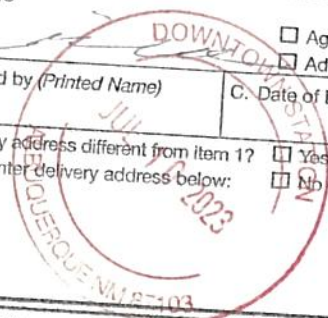 ☐ Ag
☐ Ad
d by (Printed Name)
C. Date of
y address different from item 1? ☐ Yes
nter delivery address below: ☐ No
DOWNTOWN STATION
JUL 2023
ALBUQUERQUE NM 87103